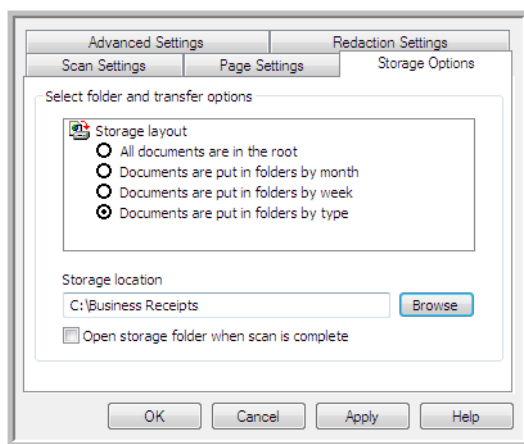 Advanced Settings Redaction Settings
Scan Settings Page Settings Storage Options
Select folder and transfer options
Storage layout
All documents are in the root
Documents are put in folders by month
Documents are put in folders by week
Documents are put in folders by type
Storage location
C:\Business Receipts Browse
Open storage folder when scan is complete
OK Cancel Apply Help